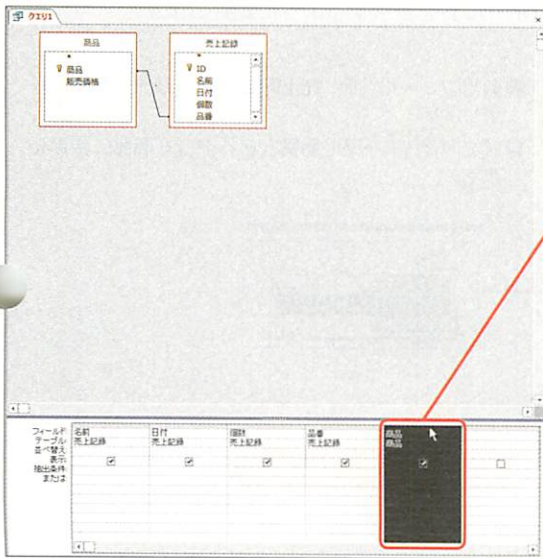 クエリ1
商品
*
商品
販売価格
売上記録
*
ID
名前
日付
個数
品番
フィールド: 名前 日付 個数 品番 商品
テーブル: 売上記録 売上記録 売上記録 売上記録 商品
並べ替え:
表示:
抽出条件:
または: